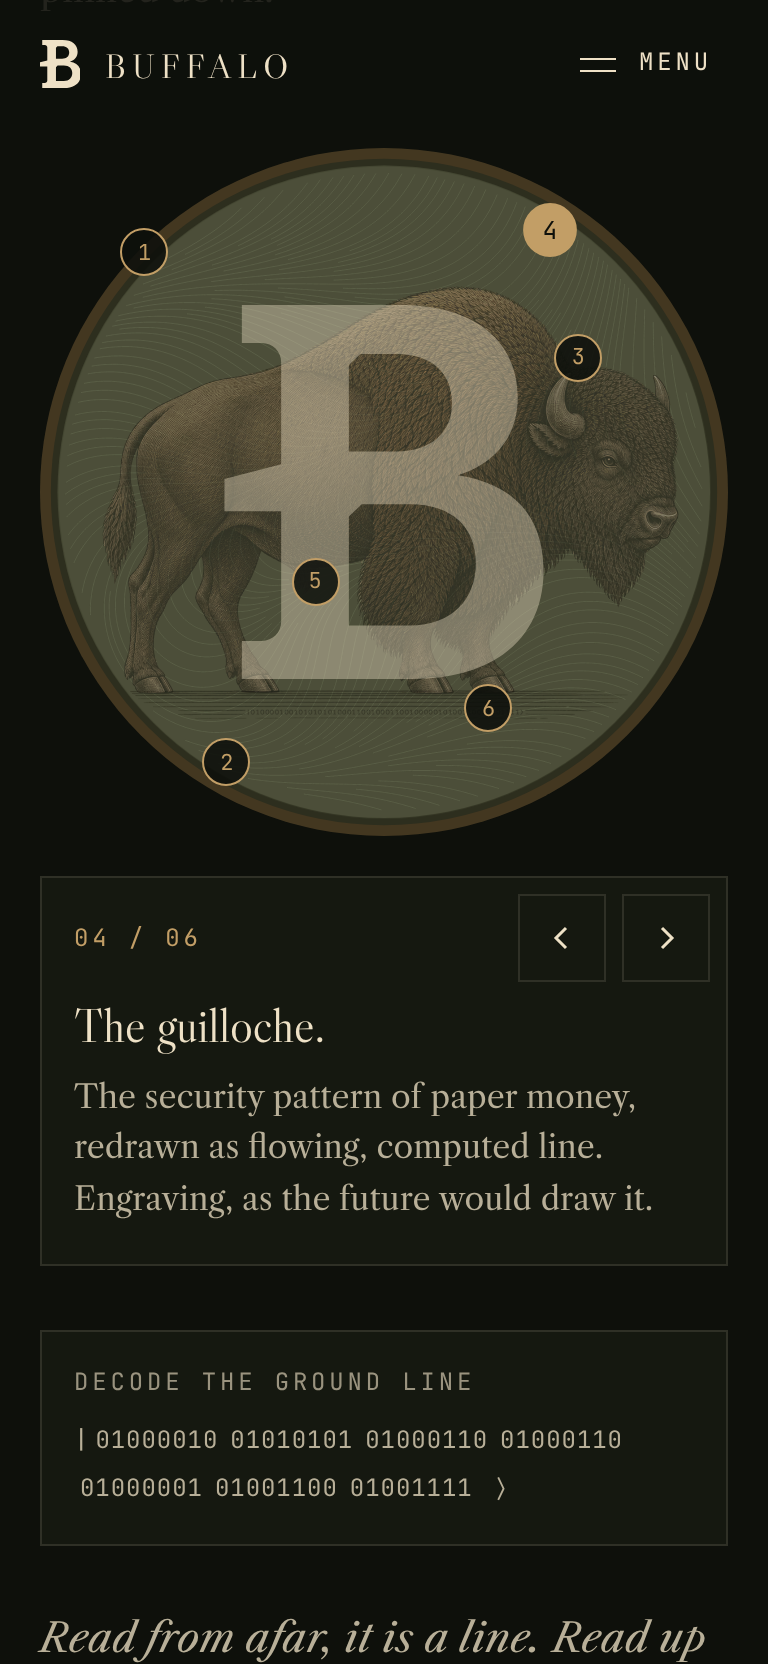 BUFFALO
MENU
1
4
3
5
6
2
04 / 06
The guilloche.
The security pattern of paper money,
redrawn as flowing, computed line.
Engraving, as the future would draw it.
DECODE THE GROUND LINE
| 01000010 01010101 01000110 01000110
01000001 01001100 01001111 〉
Read from afar, it is a line. Read up